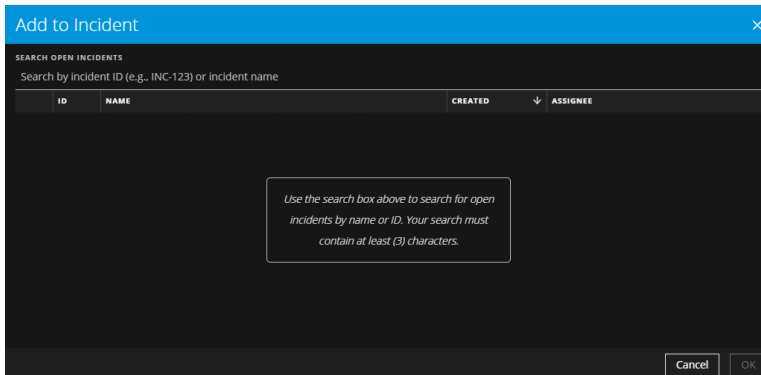 Add to Incident
SEARCH OPEN INCIDENTS
Search by incident ID (e.g., INC-123) or incident name
ID NAME CREATED ASSIGNEE
Use the search box above to search for open
incidents by name or ID. Your search must
contain at least (3) characters.
Cancel OK